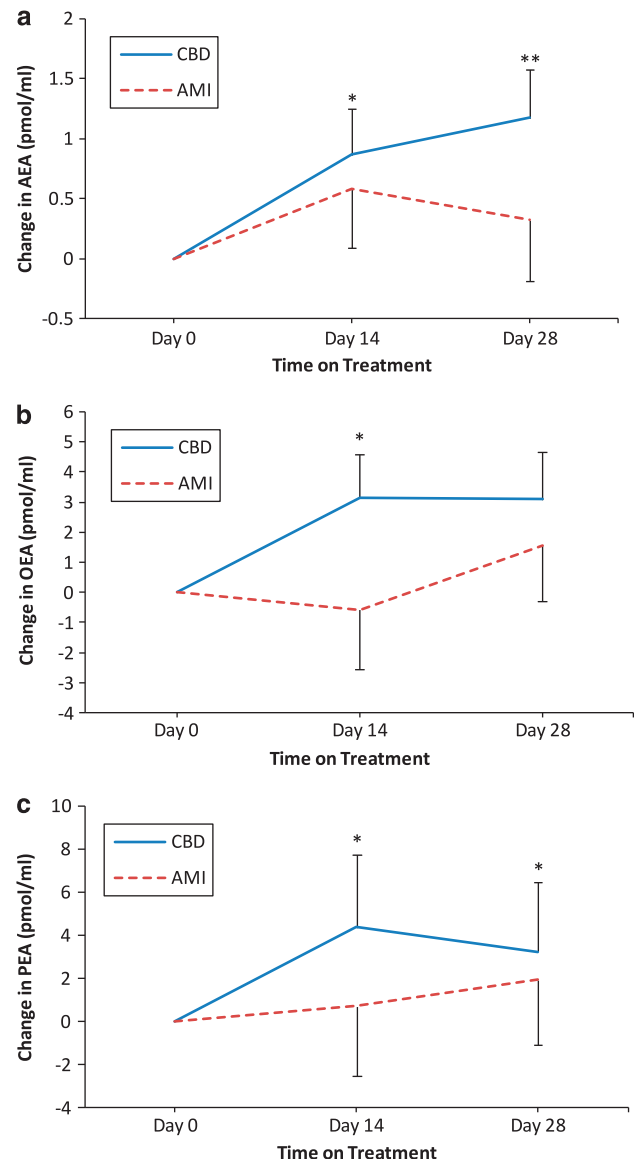 a
2
1.5
1
0.5
0
-0.5
Change in AEA (pmol/ml)
CBD
AMI
*
**
Day 0
Day 14
Day 28
Time on Treatment
b
6
5
4
3
2
1
0
-1
-2
-3
-4
Change in OEA (pmol/ml)
CBD
AMI
*
Day 0
Day 14
Day 28
Time on Treatment
c
10
8
6
4
2
0
-2
-4
Change in PEA (pmol/ml)
CBD
AMI
*
*
Day 0
Day 14
Day 28
Time on Treatment